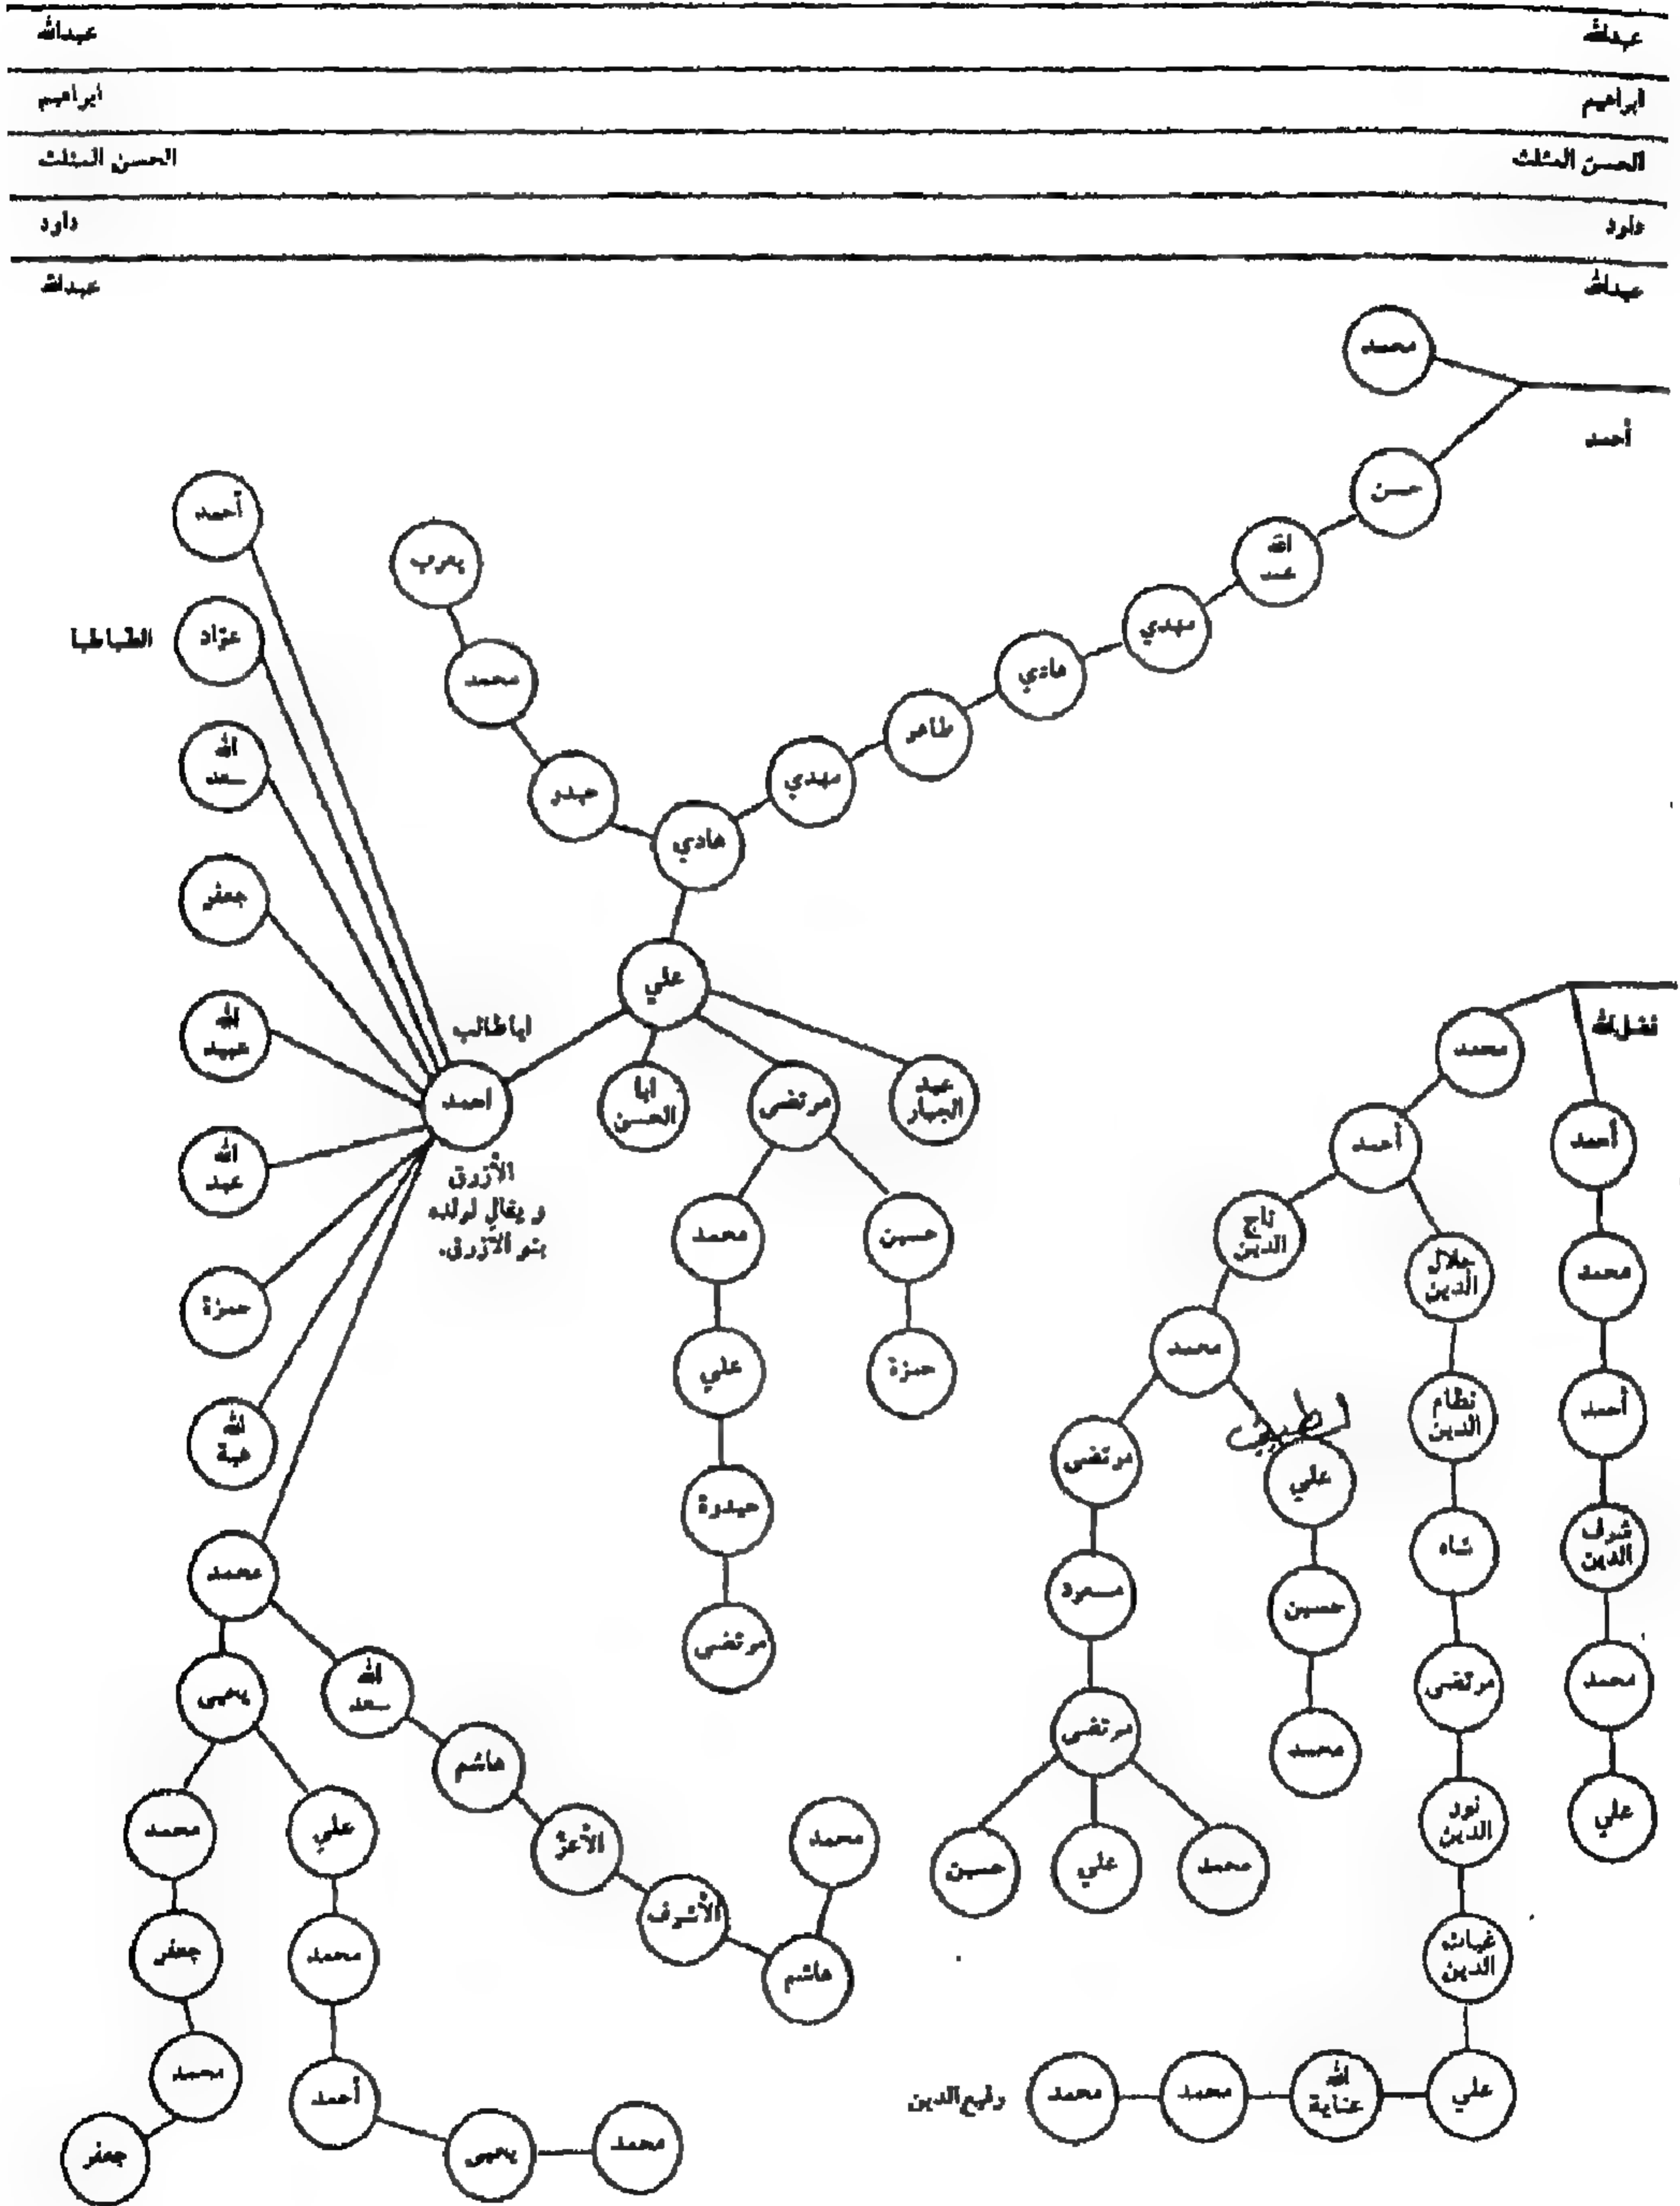 عبدالله
عبدالله
ابراهيم
ابراهيم
الحسن المثلث
الحسن المثلث
داود
داود
عبدالله
عبدالله
محمد
أحمد
حسن
الله
عبد
مهدي
هادي
طاهر
مهدي
هادي
حيدر
محمد
يعرب
علي
عبد
الجبار
مرتضى
ابا
الحسن
اباطالب
احمد
الأزرق
و يقال لولده
بنو الأزرق.
حسين
حمزة
محمد
علي
حيدرة
مرتضى
أحمد
الطباطبا
الله
سعد
جعفر
الله
عبيد
الله
عبد
حمزة
الله
هبة
محمد
الله
سعد
هاشم
الأعز
الأشرف
هاشم
محمد
يحيى
علي
محمد
أحمد
يحيى
محمد
محمد
جعفر
محمد
جعفر
فضل الله
أحمد
محمد
أحمد
شرف
الدين
محمد
علي
محمد
أحمد
جلال
الدين
نظام
الدين
شاه
مرتضى
نور
الدين
غياث
الدين
علي
الله
عناية
محمد
محمد
رفيع الدين
تاج
الدين
محمد
علي
حسين
محمد
مرتضى
مسعود
مرتضى
محمد
علي
حسين